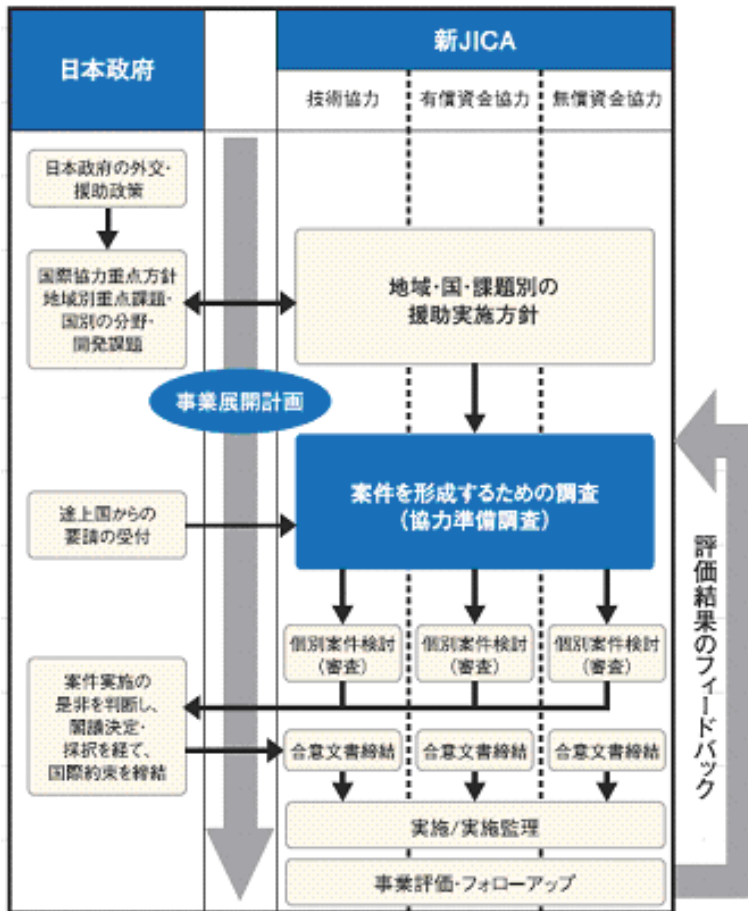 日本政府
新JICA
技術協力
有償資金協力
無償資金協力
日本政府の外交・
援助政策
国際協力重点方針
地域別重点課題・
国別の分野・
開発課題
地域・国・課題別の
援助実施方針
事業展開計画
案件を形成するための調査
(協力準備調査)
途上国からの
要請の受付
個別案件検討
(審査)
個別案件検討
(審査)
個別案件検討
(審査)
案件実施の
是非を判断し、
閣議決定・
採択を経て、
国際約束を締結
合意文書締結
合意文書締結
合意文書締結
実施/実施監理
事業評価・フォローアップ
評価結果のフィードバック